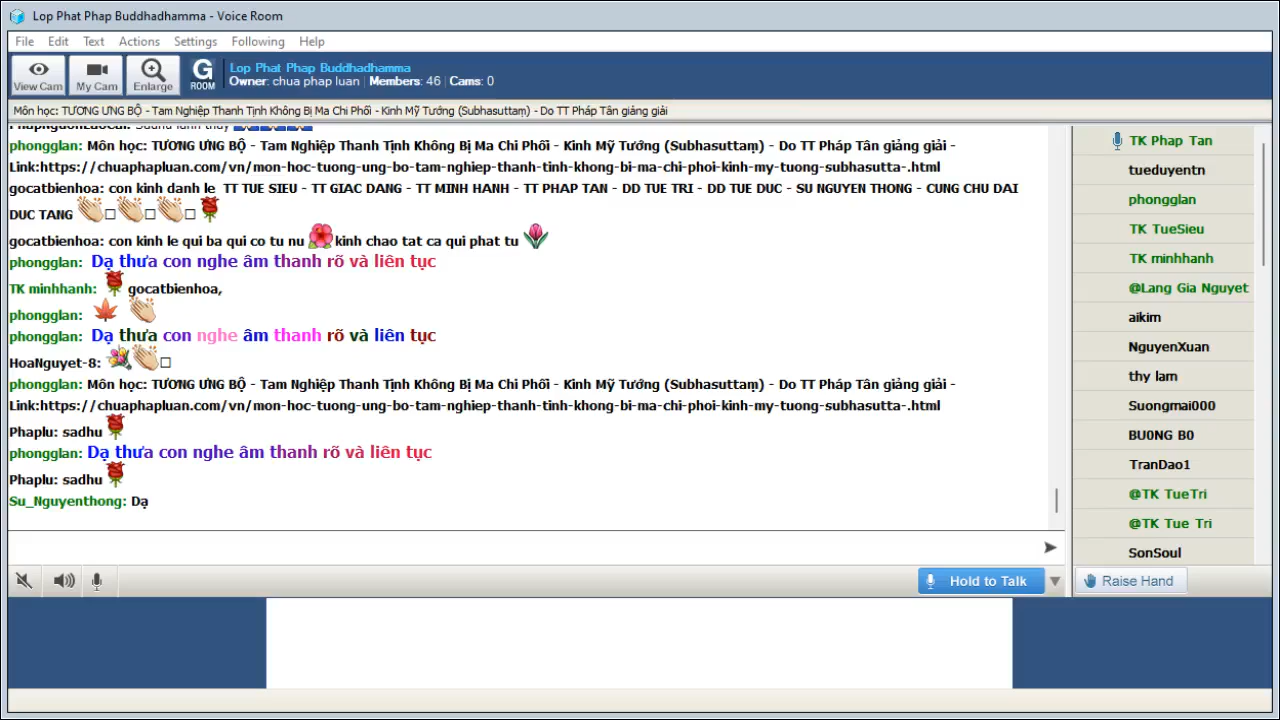 Lop Phat Phap Buddhadhamma - Voice Room
File Edit Text Actions Settings Following Help
View Cam My Cam Enlarge G ROOM
Lop Phat Phap Buddhadhamma
Owner: chua phap luan | Members: 46 | Cams: 0
Môn học: TƯƠNG ƯNG BỘ - Tam Nghiệp Thanh Tịnh Không Bị Ma Chi Phối - Kinh Mỹ Tướng (Subhasuttaṃ) - Do TT Pháp Tân giảng giải
phongglan: Môn học: TƯƠNG ƯNG BỘ - Tam Nghiệp Thanh Tịnh Không Bị Ma Chi Phối - Kinh Mỹ Tướng (Subhasuttaṃ) - Do TT Pháp Tân giảng giải -
Link:https://chuaphapluan.com/vn/mon-hoc-tuong-ung-bo-tam-nghiep-thanh-tinh-khong-bi-ma-chi-phoi-kinh-my-tuong-subhasutta-.html
gocatbienhoa: con kinh danh le TT TUE SIEU - TT GIAC DANG - TT MINH HANH - TT PHAP TAN - DD TUE TRI - DD TUE DUC - SU NGUYEN THONG - CUNG CHU DAI
DUC TANG
gocatbienhoa: con kinh le qui ba qui co tu nu kinh chao tat ca qui phat tu
phongglan: Dạ thưa con nghe âm thanh rõ và liên tục
TK minhhanh: gocatbienhoa,
phongglan:
phongglan: Dạ thưa con nghe âm thanh rõ và liên tục
HoaNguyet-8:
phongglan: Môn học: TƯƠNG ƯNG BỘ - Tam Nghiệp Thanh Tịnh Không Bị Ma Chi Phối - Kinh Mỹ Tướng (Subhasuttaṃ) - Do TT Pháp Tân giảng giải -
Link:https://chuaphapluan.com/vn/mon-hoc-tuong-ung-bo-tam-nghiep-thanh-tinh-khong-bi-ma-chi-phoi-kinh-my-tuong-subhasutta-.html
Phaplu: sadhu
phongglan: Dạ thưa con nghe âm thanh rõ và liên tục
Phaplu: sadhu
Su_Nguyenthong: Dạ
TK Phap Tan
tueduyentn
phongglan
TK TueSieu
TK minhhanh
@Lang Gia Nguyet
aikim
NguyenXuan
thy lam
Suongmai000
BU0NG B0
TranDao1
@TK TueTri
@TK Tue Tri
SonSoul
Hold to Talk
Raise Hand